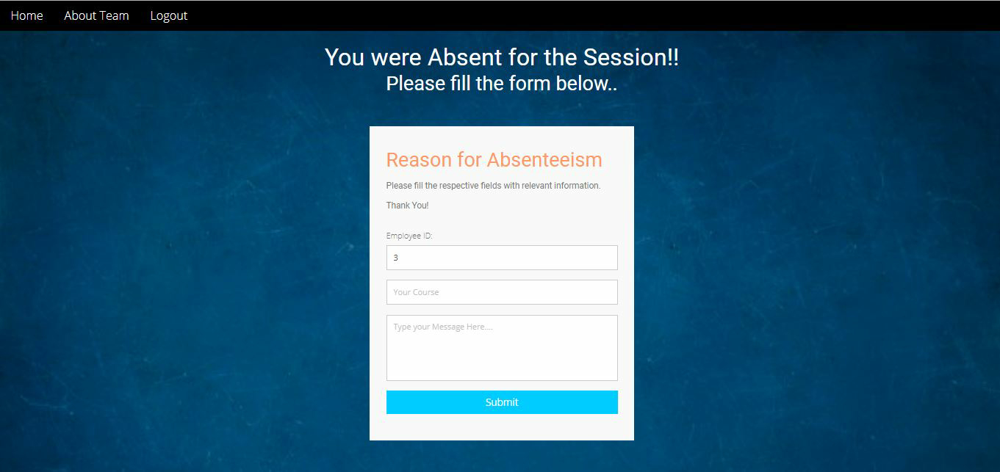 Home About Team Logout
You were Absent for the Session!!
Please fill the form below..
Reason for Absenteeism
Please fill the respective fields with relevant information.
Thank You!
Employee ID:
3
Your Course
Type your Message Here....
Submit